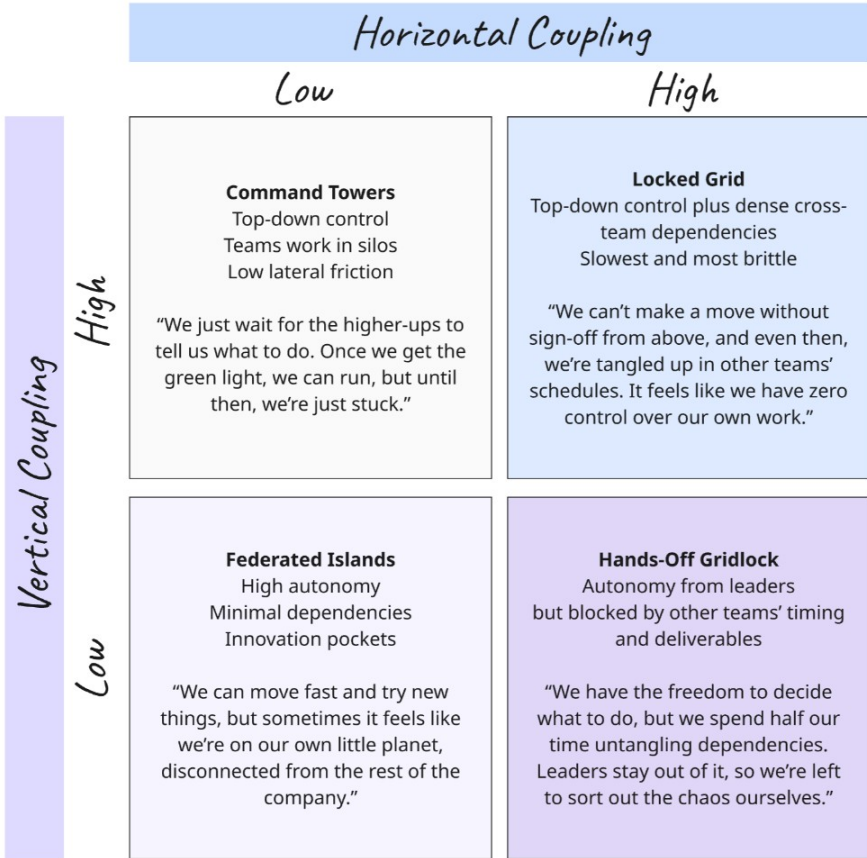 Horizontal Coupling
Low
High
Vertical Coupling
High
Command Towers
Top-down control
Teams work in silos
Low lateral friction
“We just wait for the higher-ups to
tell us what to do. Once we get the
green light, we can run, but until
then, we’re just stuck.”
Locked Grid
Top-down control plus dense cross-
team dependencies
Slowest and most brittle
“We can’t make a move without
sign-off from above, and even then,
we’re tangled up in other teams’
schedules. It feels like we have zero
control over our own work.”
Low
Federated Islands
High autonomy
Minimal dependencies
Innovation pockets
“We can move fast and try new
things, but sometimes it feels like
we’re on our own little planet,
disconnected from the rest of the
company.”
Hands-Off Gridlock
Autonomy from leaders
but blocked by other teams’ timing
and deliverables
“We have the freedom to decide
what to do, but we spend half our
time untangling dependencies.
Leaders stay out of it, so we’re left
to sort out the chaos ourselves.”